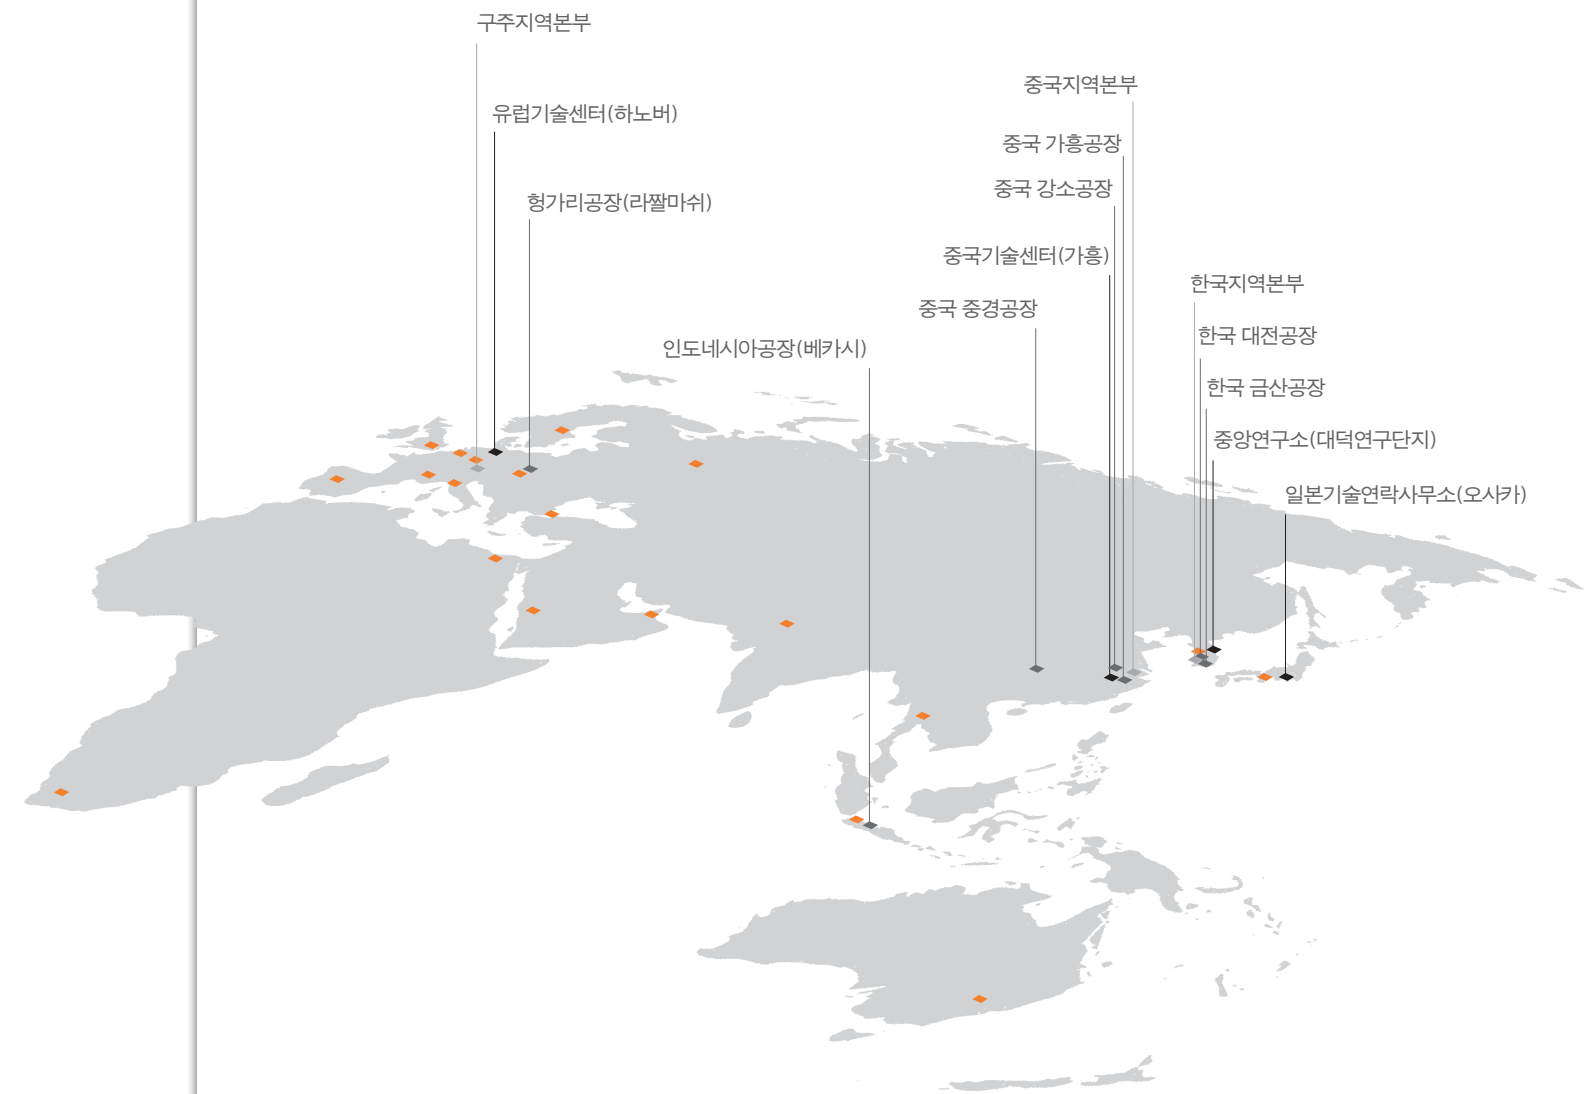 구주지역본부
중국지역본부
유럽기술센터(하노버)
중국 가흥공장
중국 강소공장
헝가리공장(라짤마쉬)
중국기술센터(가흥)
한국지역본부
중국 중경공장
한국 대전공장
인도네시아공장(베카시)
한국 금산공장
중앙연구소(대덕연구단지)
일본기술연락사무소(오사카)